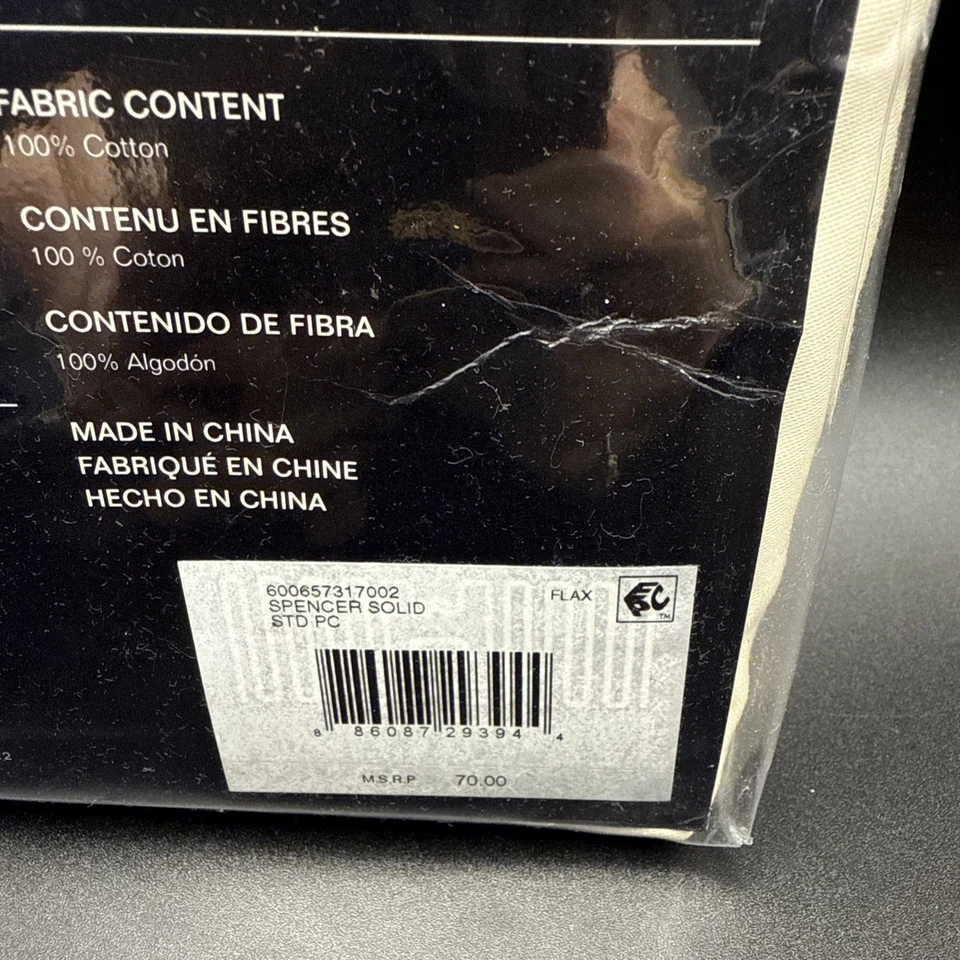 FABRIC CONTENT
100% Cotton
CONTENU EN FIBRES
100 % Coton
CONTENIDO DE FIBRA
100% Algodón
MADE IN CHINA
FABRIQUÉ EN CHINE
HECHO EN CHINA
600657317002
SPENCER SOLID
STD PC
FLAX
TM
8 86087 29394 4
M.S.R.P 70.00